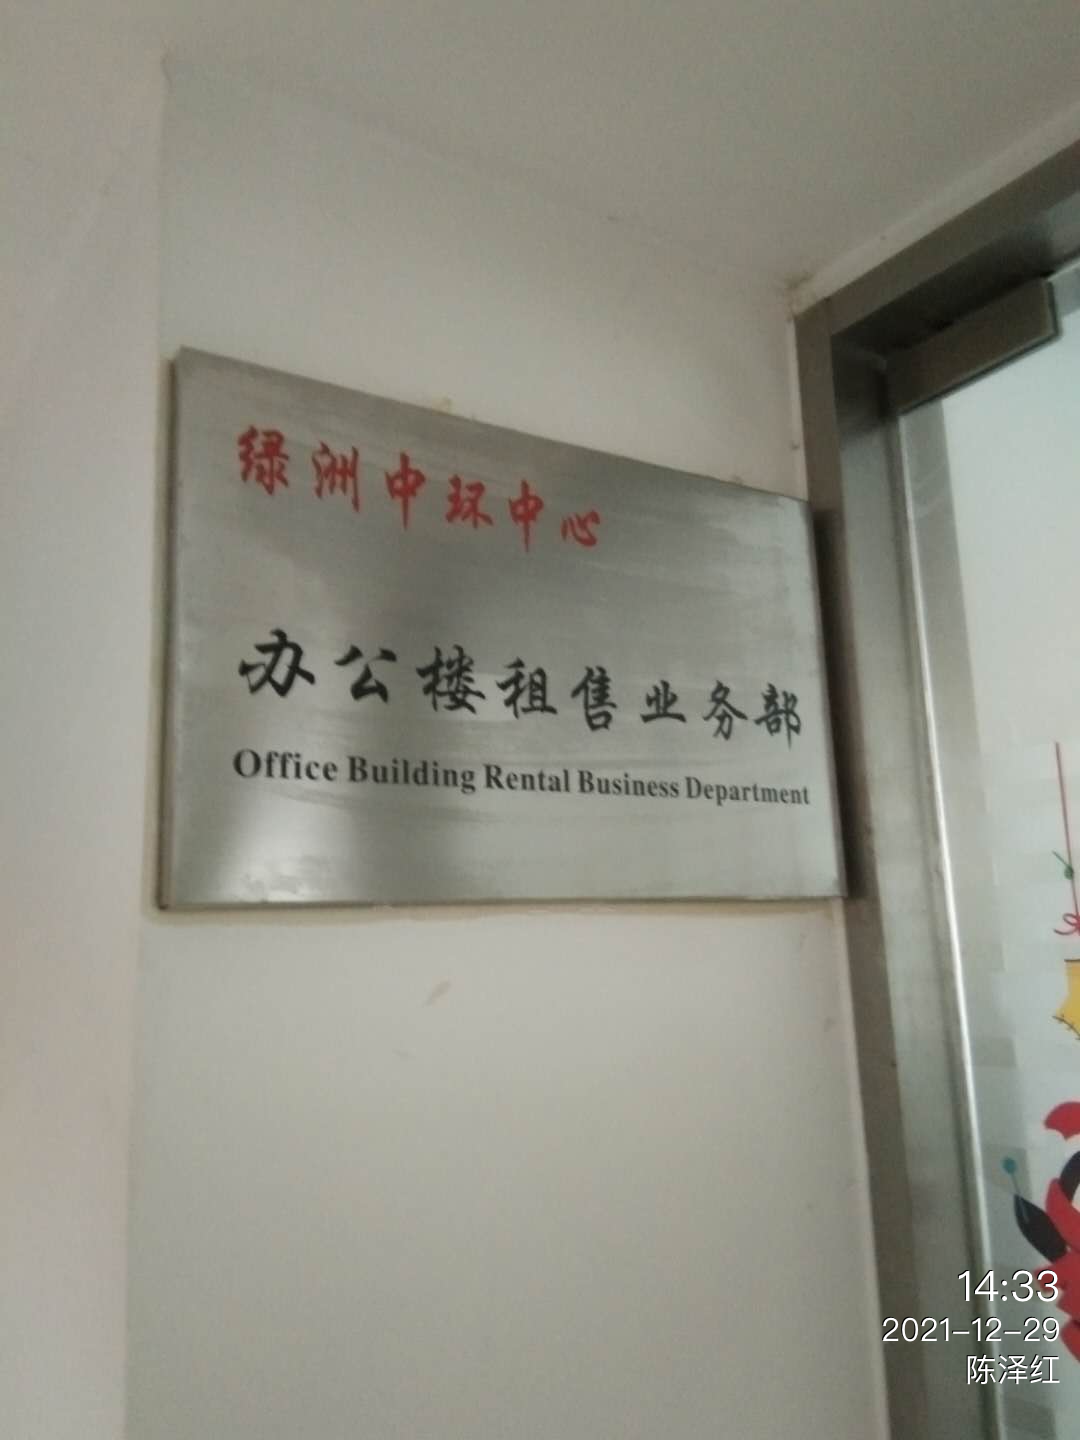 绿洲中环中心
办公楼租售业务部
Office Building Rental Business Department
14:33
2021-12-29
陈泽红